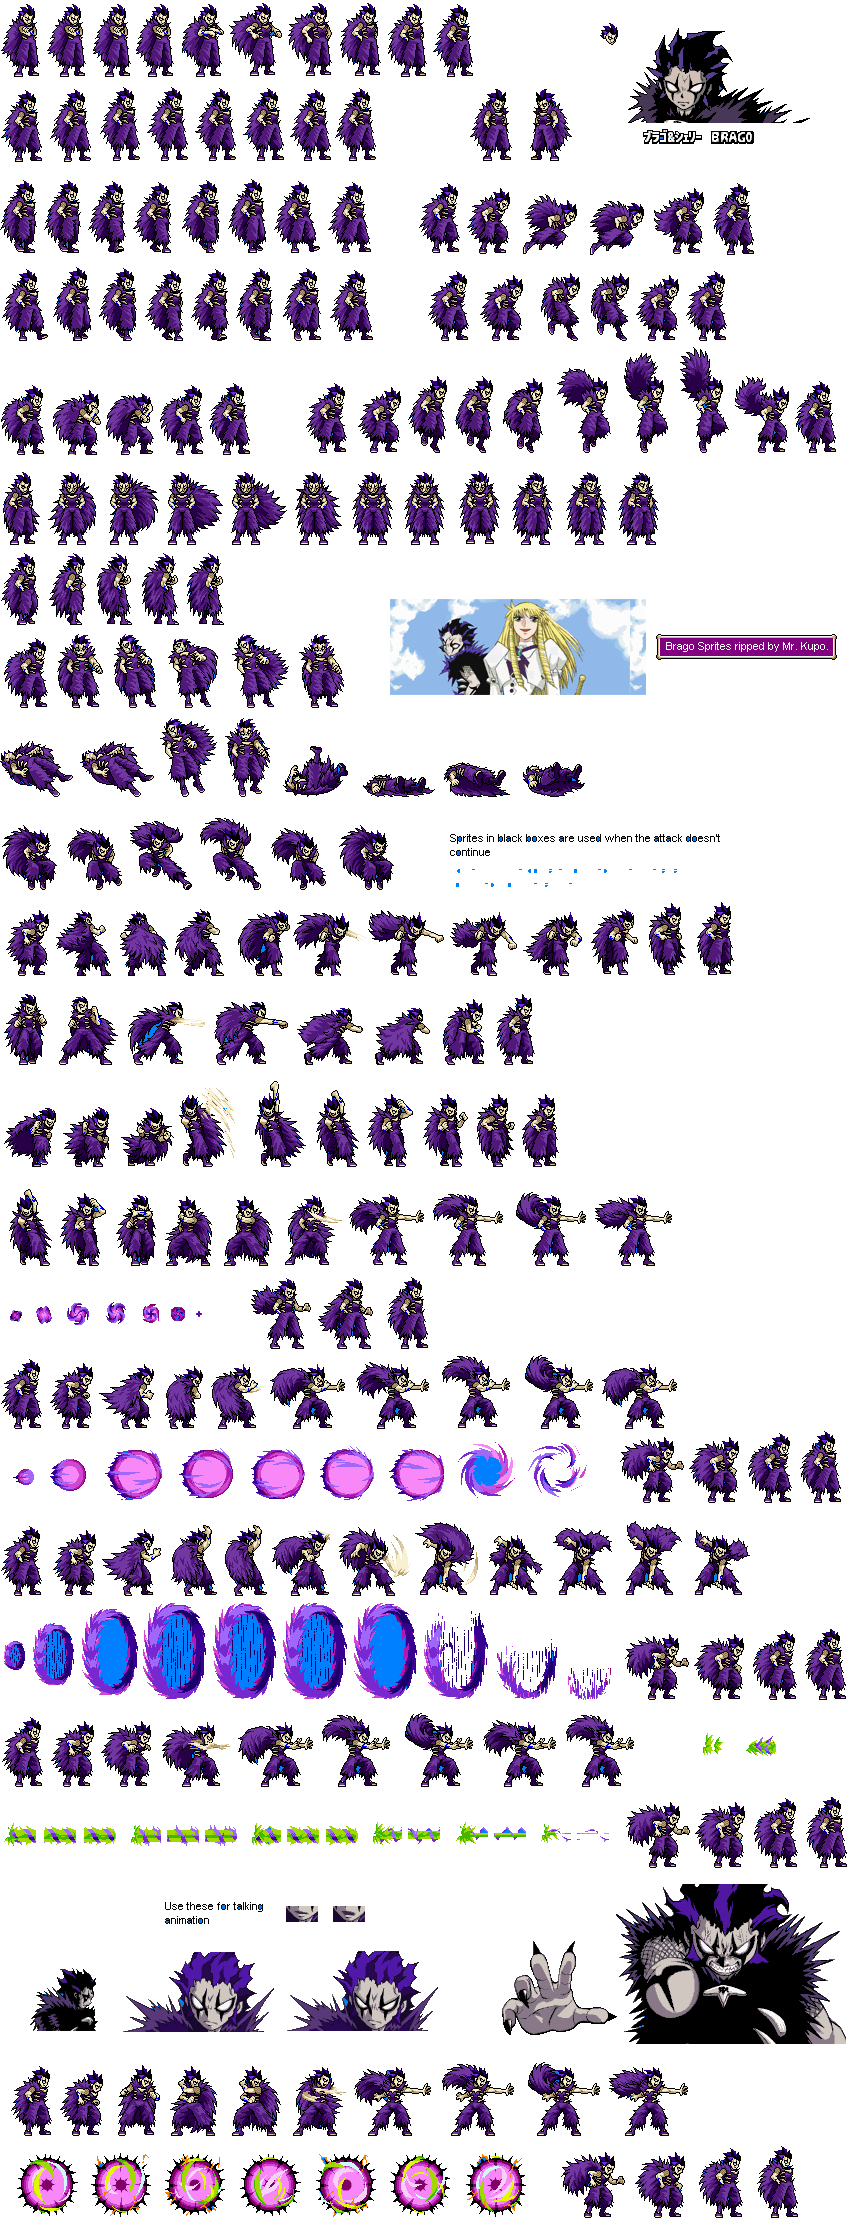 ブラゴ&シェリー BRAGO
Brago Sprites ripped by Mr. Kupo.
Sprites in black boxes are used when the attack doesn't
continue
Use these for talking
animation